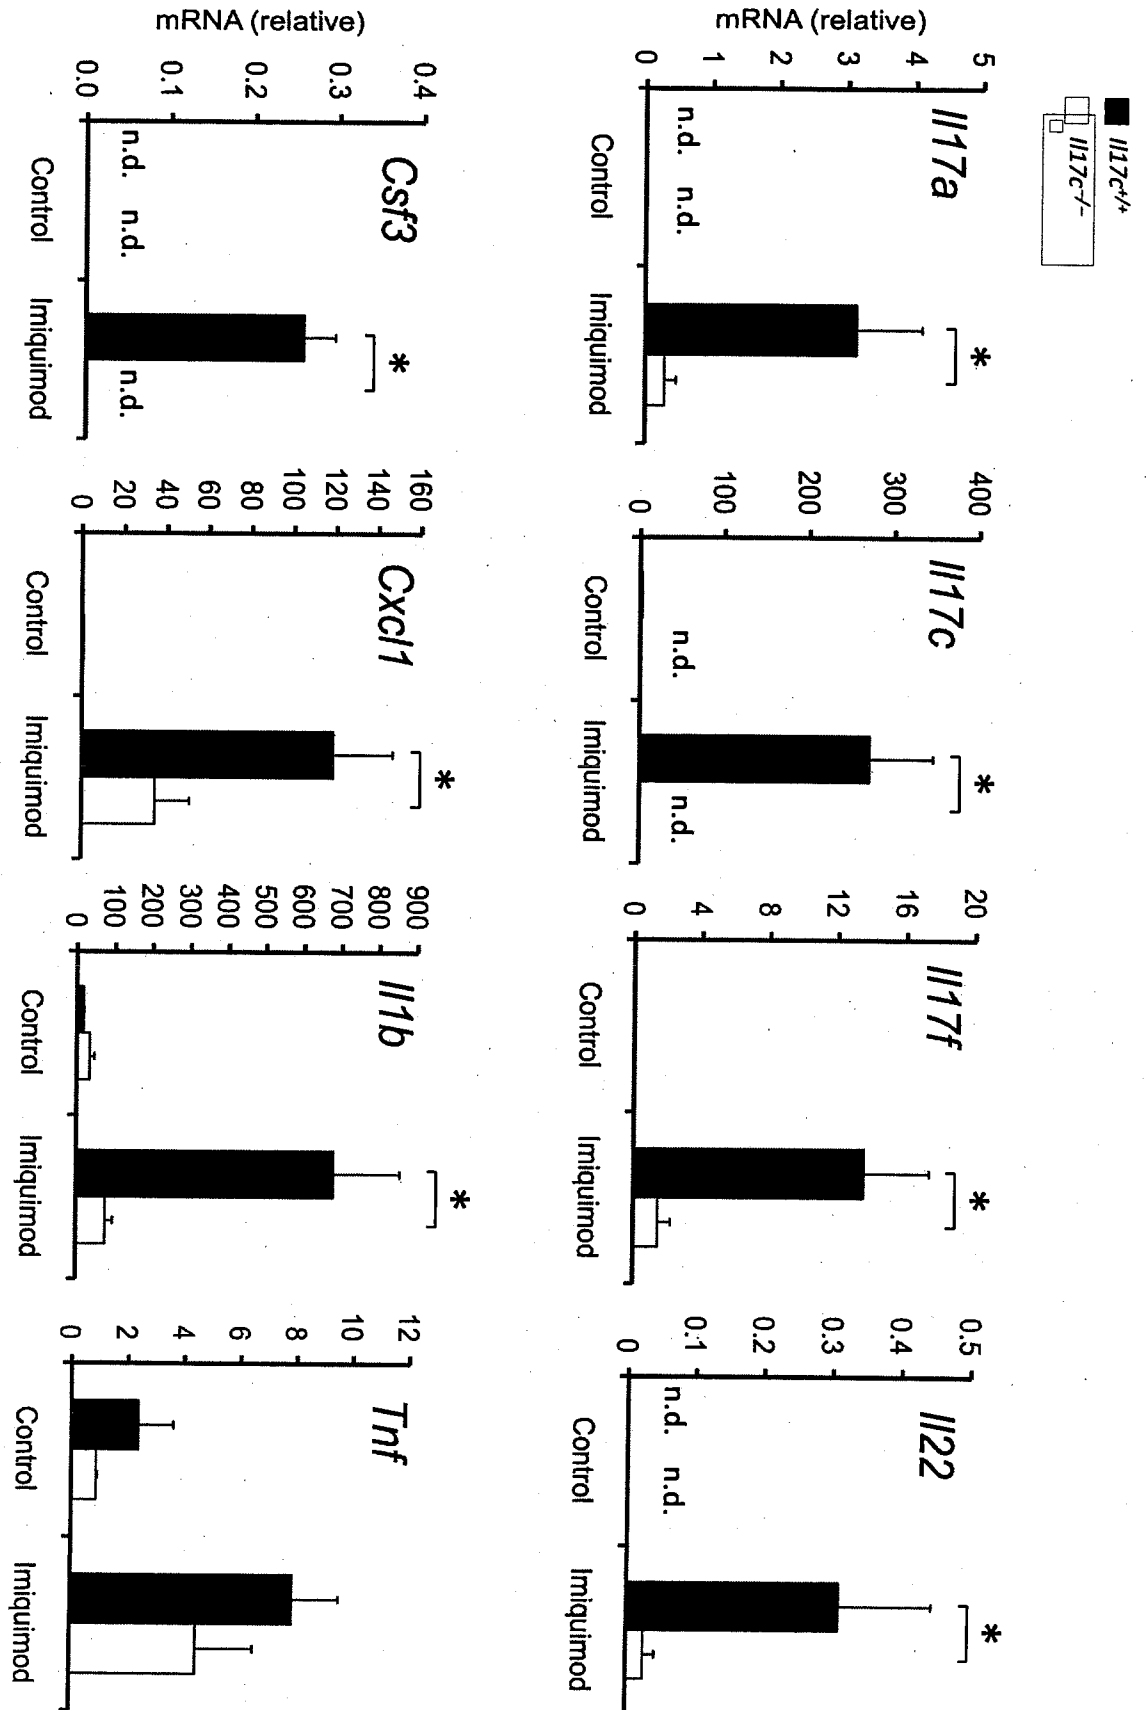 Il17c+/+
Il17c-/-
mRNA (relative)
5
4
3
2
1
0
Il17a
n.d. n.d.
*
Control Imiquimod
400
300
200
100
0
Il17c
n.d.
*
n.d.
Control Imiquimod
20
16
12
8
4
0
Il17f
*
Control Imiquimod
0.5
0.4
0.3
0.2
0.1
0
Il22
n.d. n.d.
*
Control Imiquimod
mRNA (relative)
0.4
0.3
0.2
0.1
0.0
Csf3
n.d. n.d.
*
n.d.
Control Imiquimod
160
140
120
100
80
60
40
20
0
Cxcl1
*
Control Imiquimod
900
800
700
600
500
400
300
200
100
0
Il1b
*
Control Imiquimod
12
10
8
6
4
2
0
Tnf
Control Imiquimod